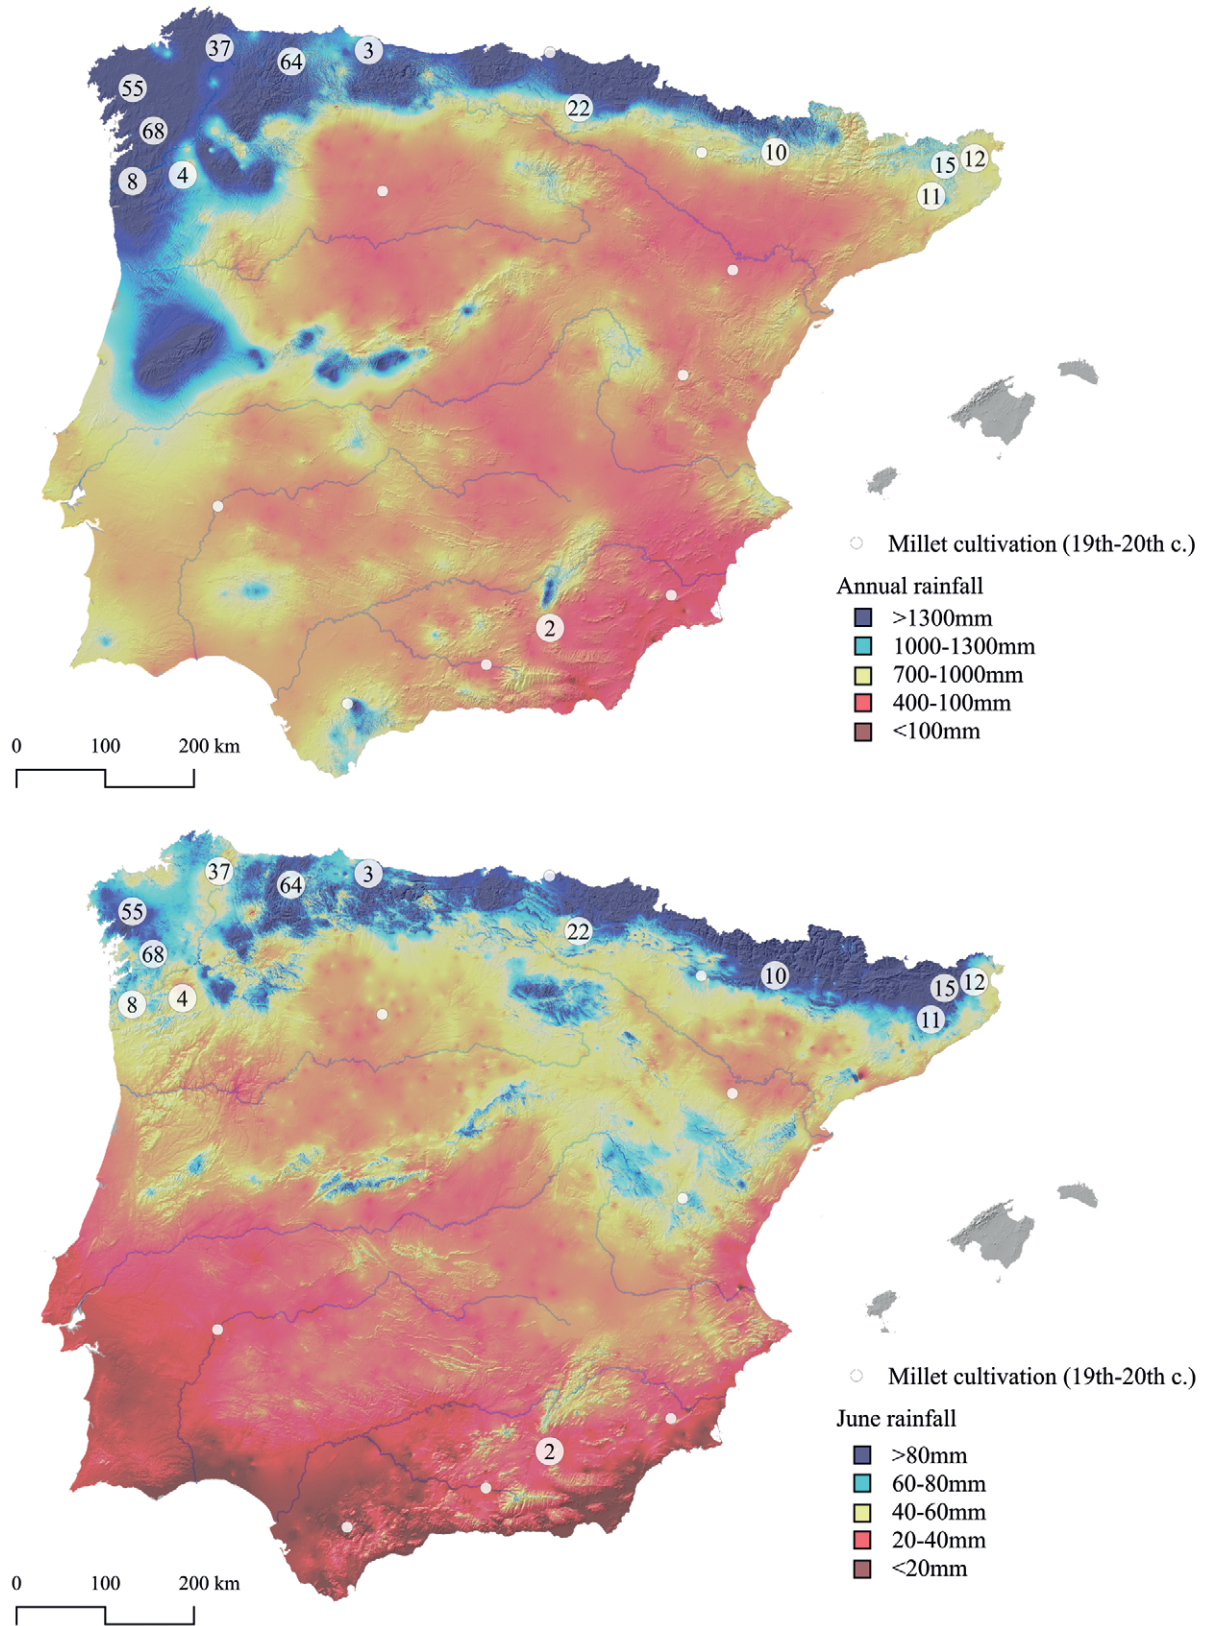 37
64
3
55
22
68
10
15
12
8
4
11
Millet cultivation (19th-20th c.)
Annual rainfall
>1300mm
1000-1300mm
700-1000mm
400-100mm
<100mm
2
0 100 200 km
37
64
3
55
22
68
10
15
12
8
4
11
Millet cultivation (19th-20th c.)
June rainfall
2
>80mm
60-80mm
40-60mm
20-40mm
<20mm
0 100 200 km